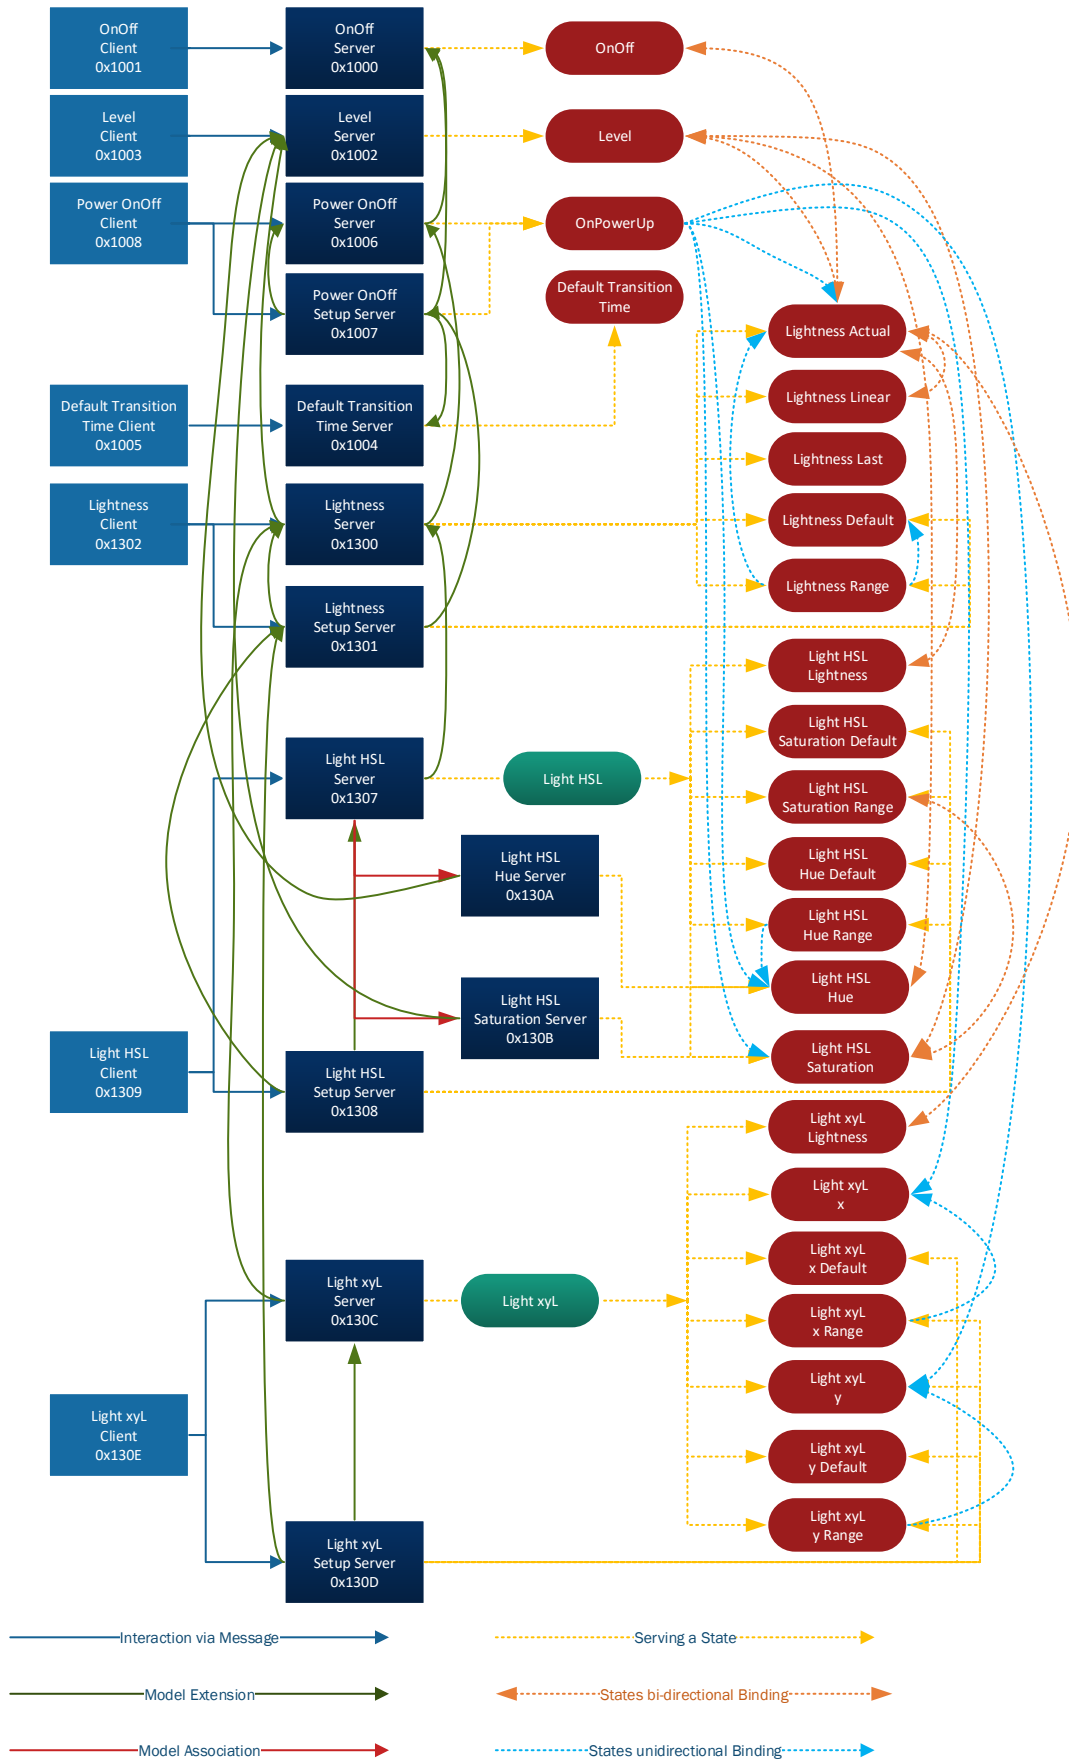 OnOff
Client
0x1001
OnOff
Server
0x1000
OnOff
Level
Client
0x1003
Level
Server
0x1002
Level
Power OnOff
Client
0x1008
Power OnOff
Server
0x1006
OnPowerUp
Power OnOff
Setup Server
0x1007
Default Transition
Time
Lightness Actual
Lightness Linear
Default Transition
Time Client
0x1005
Default Transition
Time Server
0x1004
Lightness Last
Lightness
Client
0x1302
Lightness
Server
0x1300
Lightness Default
Lightness Range
Lightness
Setup Server
0x1301
Light HSL
Lightness
Light HSL
Saturation Default
Light HSL
Server
0x1307
Light HSL
Light HSL
Saturation Range
Light HSL
Hue Server
0x130A
Light HSL
Hue Default
Light HSL
Hue Range
Light HSL
Hue
Light HSL
Saturation Server
0x130B
Light HSL
Saturation
Light HSL
Client
0x1309
Light HSL
Setup Server
0x1308
Light xyL
Lightness
Light xyL
x
Light xyL
x Default
Light xyL
Server
0x130C
Light xyL
Light xyL
x Range
Light xyL
y
Light xyL
Client
0x130E
Light xyL
y Default
Light xyL
y Range
Light xyL
Setup Server
0x130D
Interaction via Message
Serving a State
Model Extension
States bi-directional Binding
Model Association
States unidirectional Binding